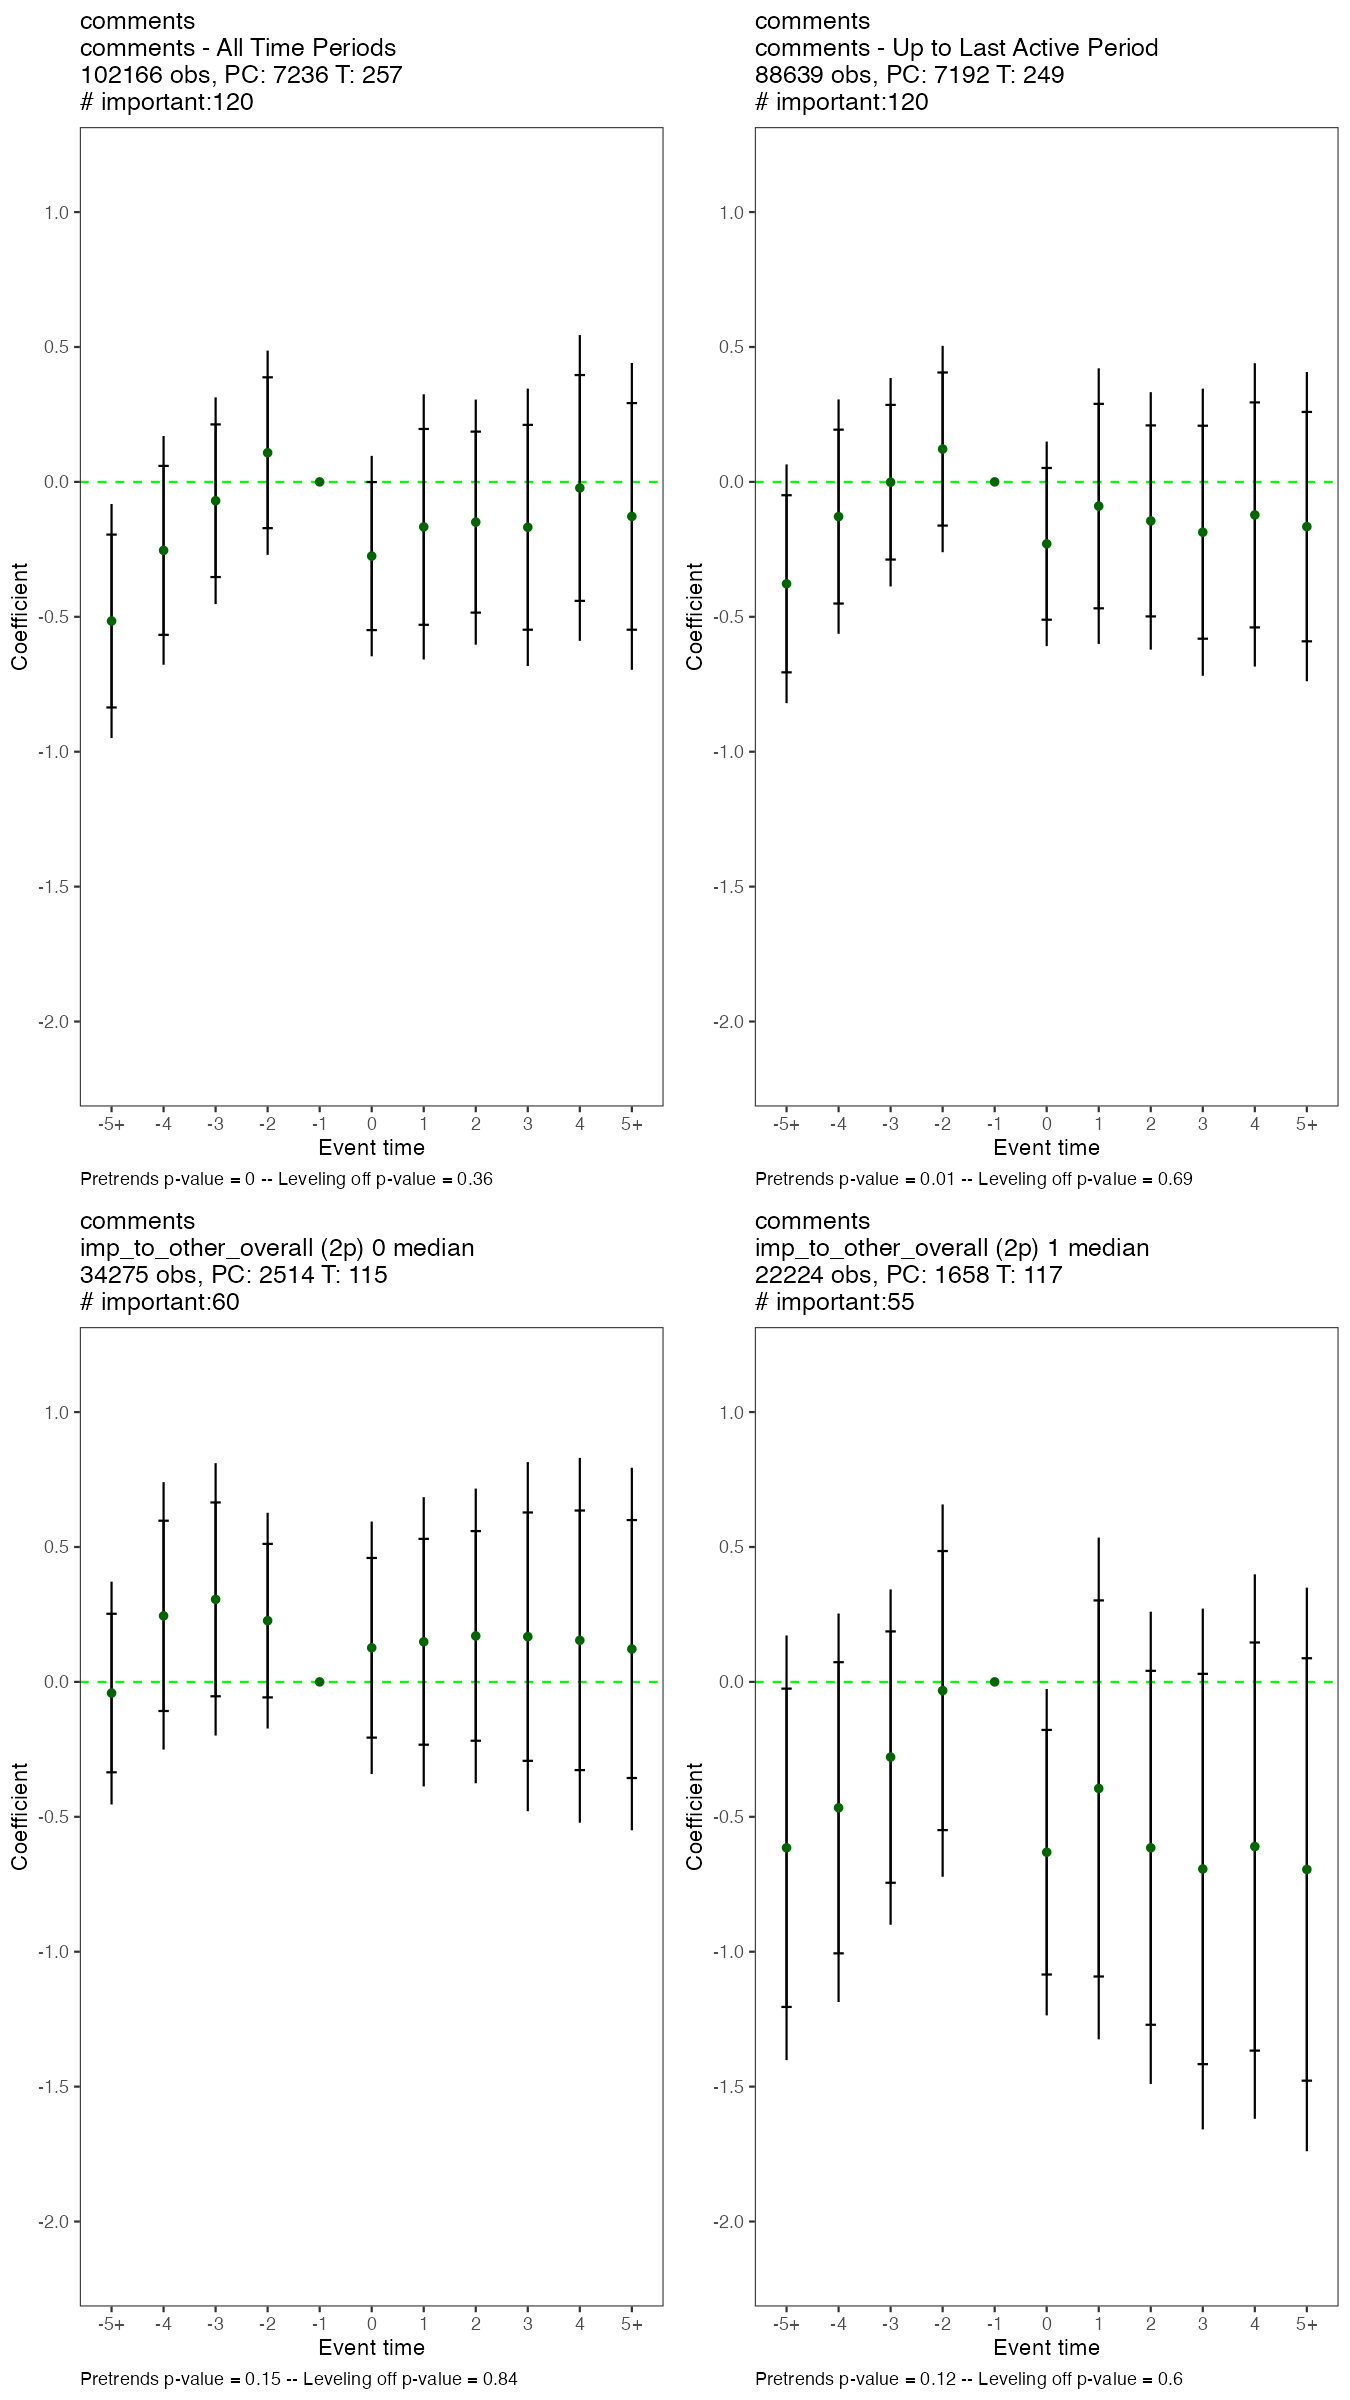 comments
comments - All Time Periods
102166 obs, PC: 7236 T: 257
# important:120
1.0
0.5
0.0
-0.5
-1.0
-1.5
-2.0
Coefficient
-5+ -4 -3 -2 -1 0 1 2 3 4 5+
Event time
Pretrends p-value = 0 -- Leveling off p-value = 0.36
comments
comments - Up to Last Active Period
88639 obs, PC: 7192 T: 249
# important:120
1.0
0.5
0.0
-0.5
-1.0
-1.5
-2.0
Coefficient
-5+ -4 -3 -2 -1 0 1 2 3 4 5+
Event time
Pretrends p-value = 0.01 -- Leveling off p-value = 0.69
comments
imp_to_other_overall (2p) 0 median
34275 obs, PC: 2514 T: 115
# important:60
1.0
0.5
0.0
-0.5
-1.0
-1.5
-2.0
Coefficient
-5+ -4 -3 -2 -1 0 1 2 3 4 5+
Event time
Pretrends p-value = 0.15 -- Leveling off p-value = 0.84
comments
imp_to_other_overall (2p) 1 median
22224 obs, PC: 1658 T: 117
# important:55
1.0
0.5
0.0
-0.5
-1.0
-1.5
-2.0
Coefficient
-5+ -4 -3 -2 -1 0 1 2 3 4 5+
Event time
Pretrends p-value = 0.12 -- Leveling off p-value = 0.6